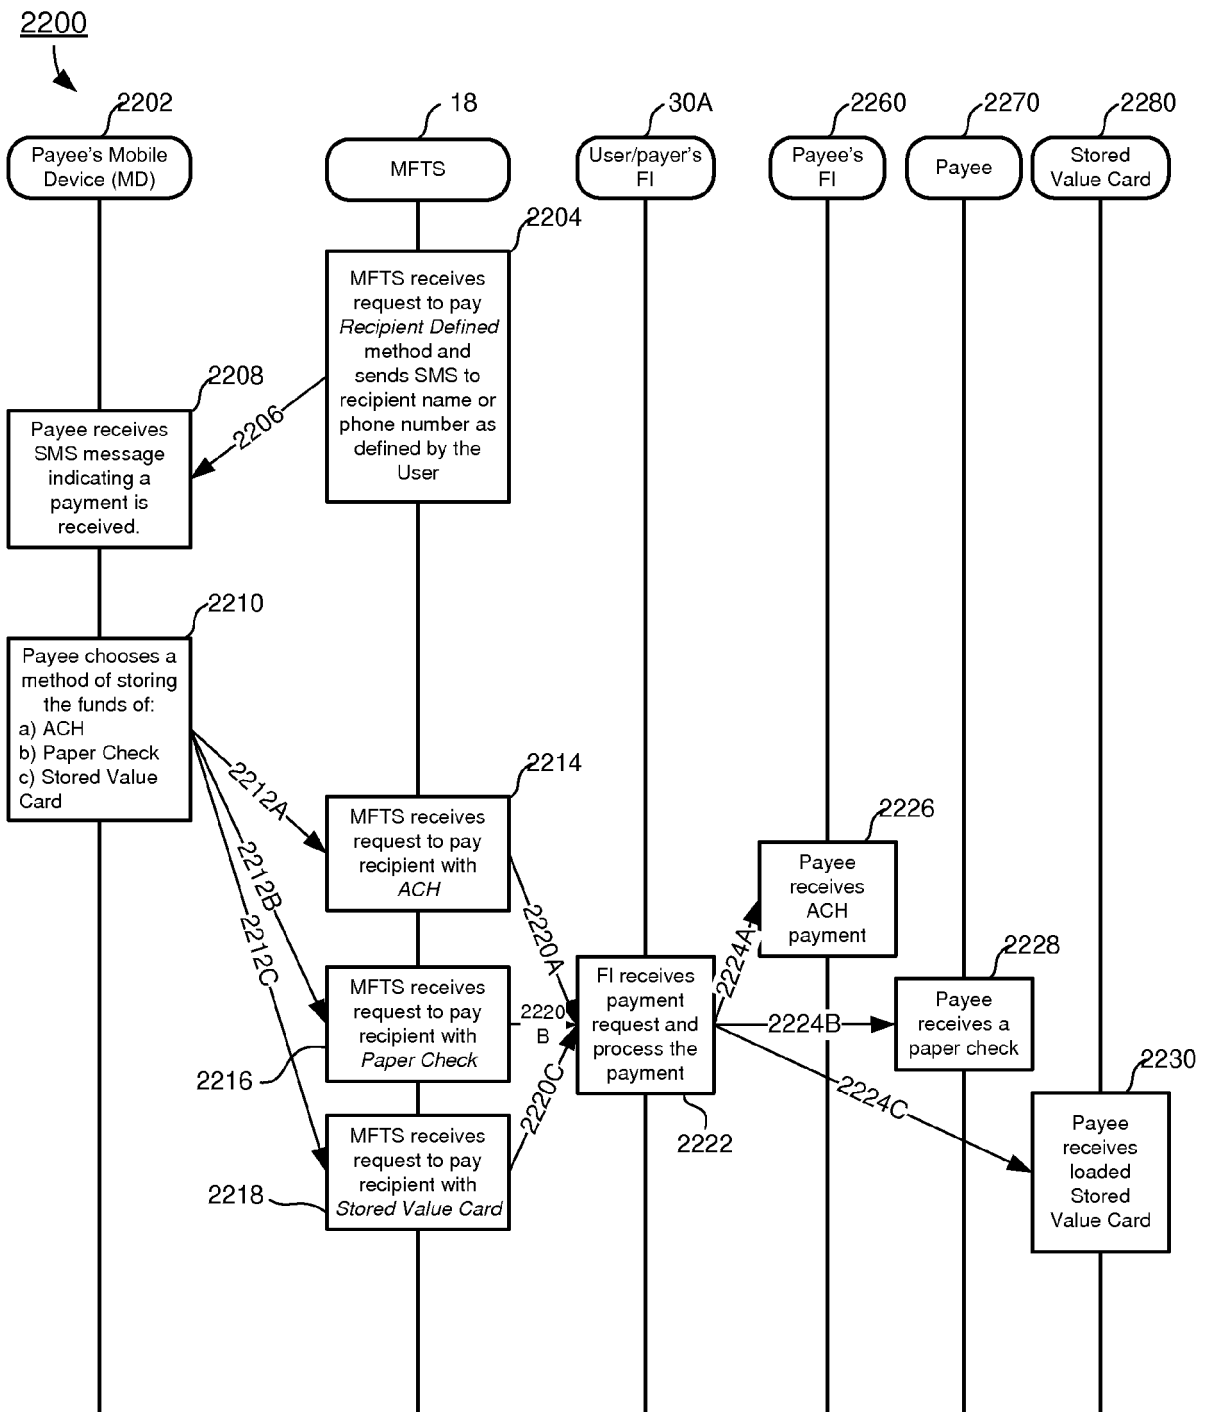 2200
2202
18
30A
2260
2270
2280
Payee's Mobile
Device (MD)
MFTS
User/payer's
FI
Payee's
FI
Payee
Stored
Value Card
2204
MFTS receives
request to pay
Recipient Defined
method and
sends SMS to
recipient name or
phone number as
defined by the
User
2206
2208
Payee receives
SMS message
indicating a
payment is
received.
2210
Payee chooses a
method of storing
the funds of:
a) ACH
b) Paper Check
c) Stored Value
Card
2212A
2212B
2212C
2214
MFTS receives
request to pay
recipient with
ACH
MFTS receives
request to pay
recipient with
Paper Check
2216
MFTS receives
request to pay
recipient with
Stored Value Card
2218
2220A
2220
B
2220C
FI receives
payment
request and
process the
payment
2222
2224A
2224B
2224C
2226
Payee
receives
ACH
payment
2228
Payee
receives a
paper check
2230
Payee
receives
loaded
Stored
Value Card